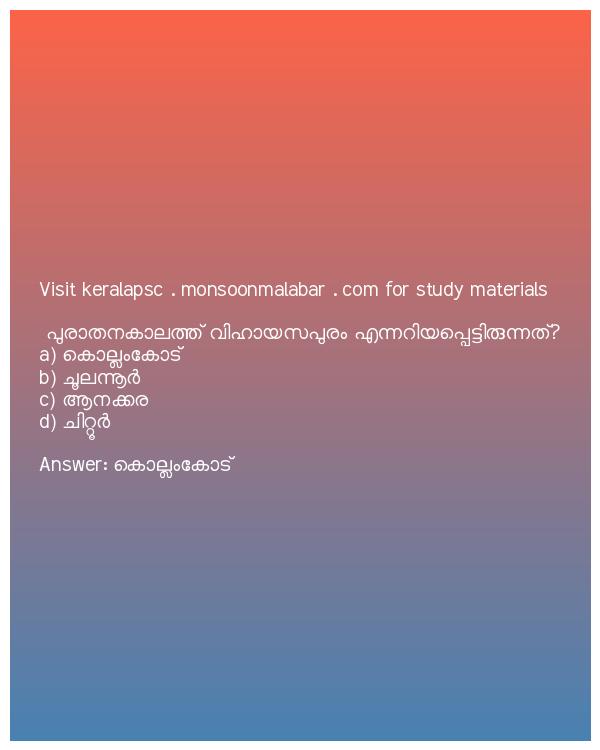 Visit keralapsc . monsoonmalabar . com for study materials
പുരാതനകാലത്ത് വിഹായസപുരം എന്നറിയപ്പെട്ടിരുന്നത്?
a) കൊല്ലംകോട്
b) ചൂലന്നൂർ
c) ആനക്കര
d) ചിറ്റൂർ
Answer: കൊല്ലംകോട്